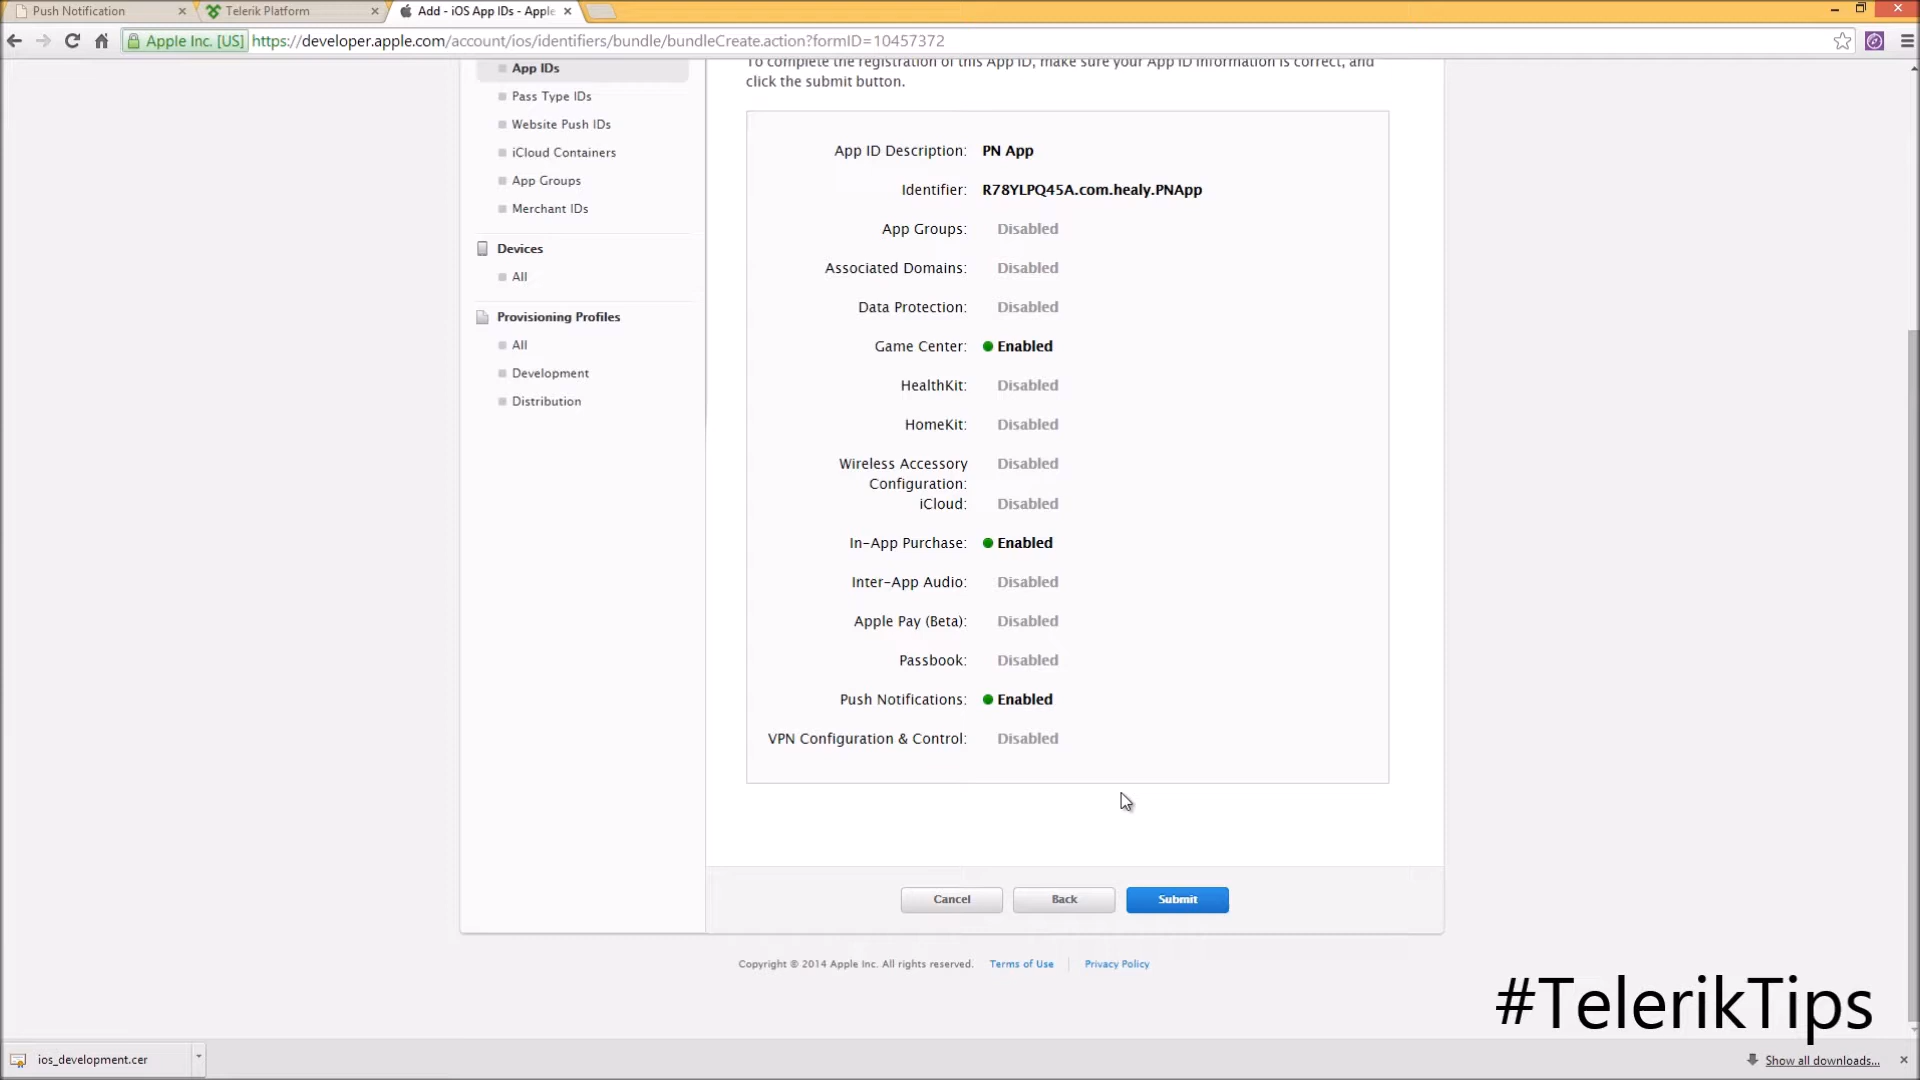 Push Notification
Telerik Platform
Add - iOS App IDs - Apple
Apple Inc. [US]
https://developer.apple.com/account/ios/identifiers/bundle/bundleCreate.action?formID=10457372
App IDs
Pass Type IDs
Website Push IDs
iCloud Containers
App Groups
Merchant IDs
Devices
All
Provisioning Profiles
All
Development
Distribution
To complete the registration of this App ID, make sure your App ID information is correct, and
click the submit button.
App ID Description: PN App
Identifier: R78YLPQ45A.com.healy.PNApp
App Groups: Disabled
Associated Domains: Disabled
Data Protection: Disabled
Game Center: Enabled
HealthKit: Disabled
HomeKit: Disabled
Wireless Accessory Disabled
Configuration:
iCloud: Disabled
In-App Purchase: Enabled
Inter-App Audio: Disabled
Apple Pay (Beta): Disabled
Passbook: Disabled
Push Notifications: Enabled
VPN Configuration & Control: Disabled
Cancel
Back
Submit
Copyright © 2014 Apple Inc. All rights reserved. Terms of Use Privacy Policy
#TelerikTips
ios_development.cer
Show all downloads...